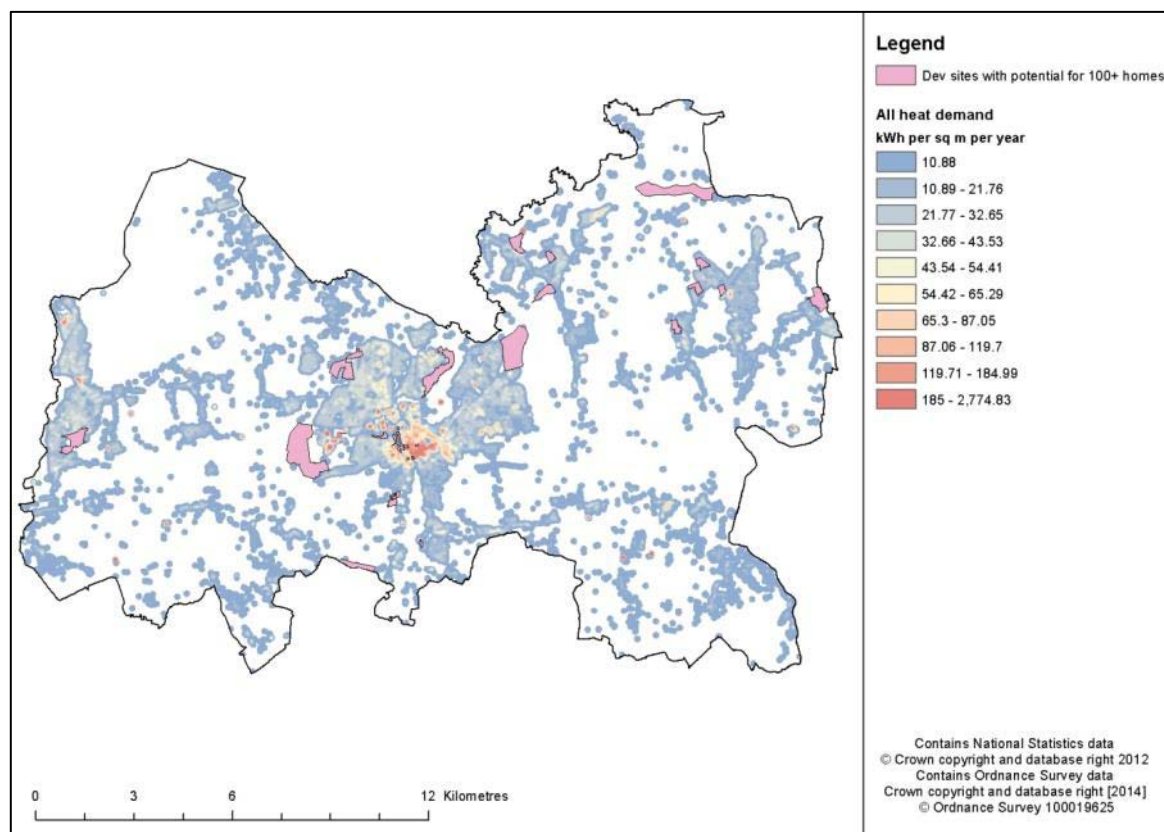 Legend
Dev sites with potential for 100+ homes
All heat demand
kWh per sq m per year
10.88
10.89 - 21.76
21.77 - 32.65
32.66 - 43.53
43.54 - 54.41
54.42 - 65.29
65.3 - 87.05
87.06 - 119.7
119.71 - 184.99
185 - 2,774.83
0 3 6 12 Kilometres
Contains National Statistics data
© Crown copyright and database right 2012
Contains Ordnance Survey data
Crown copyright and database right [2014]
© Ordnance Survey 100019625